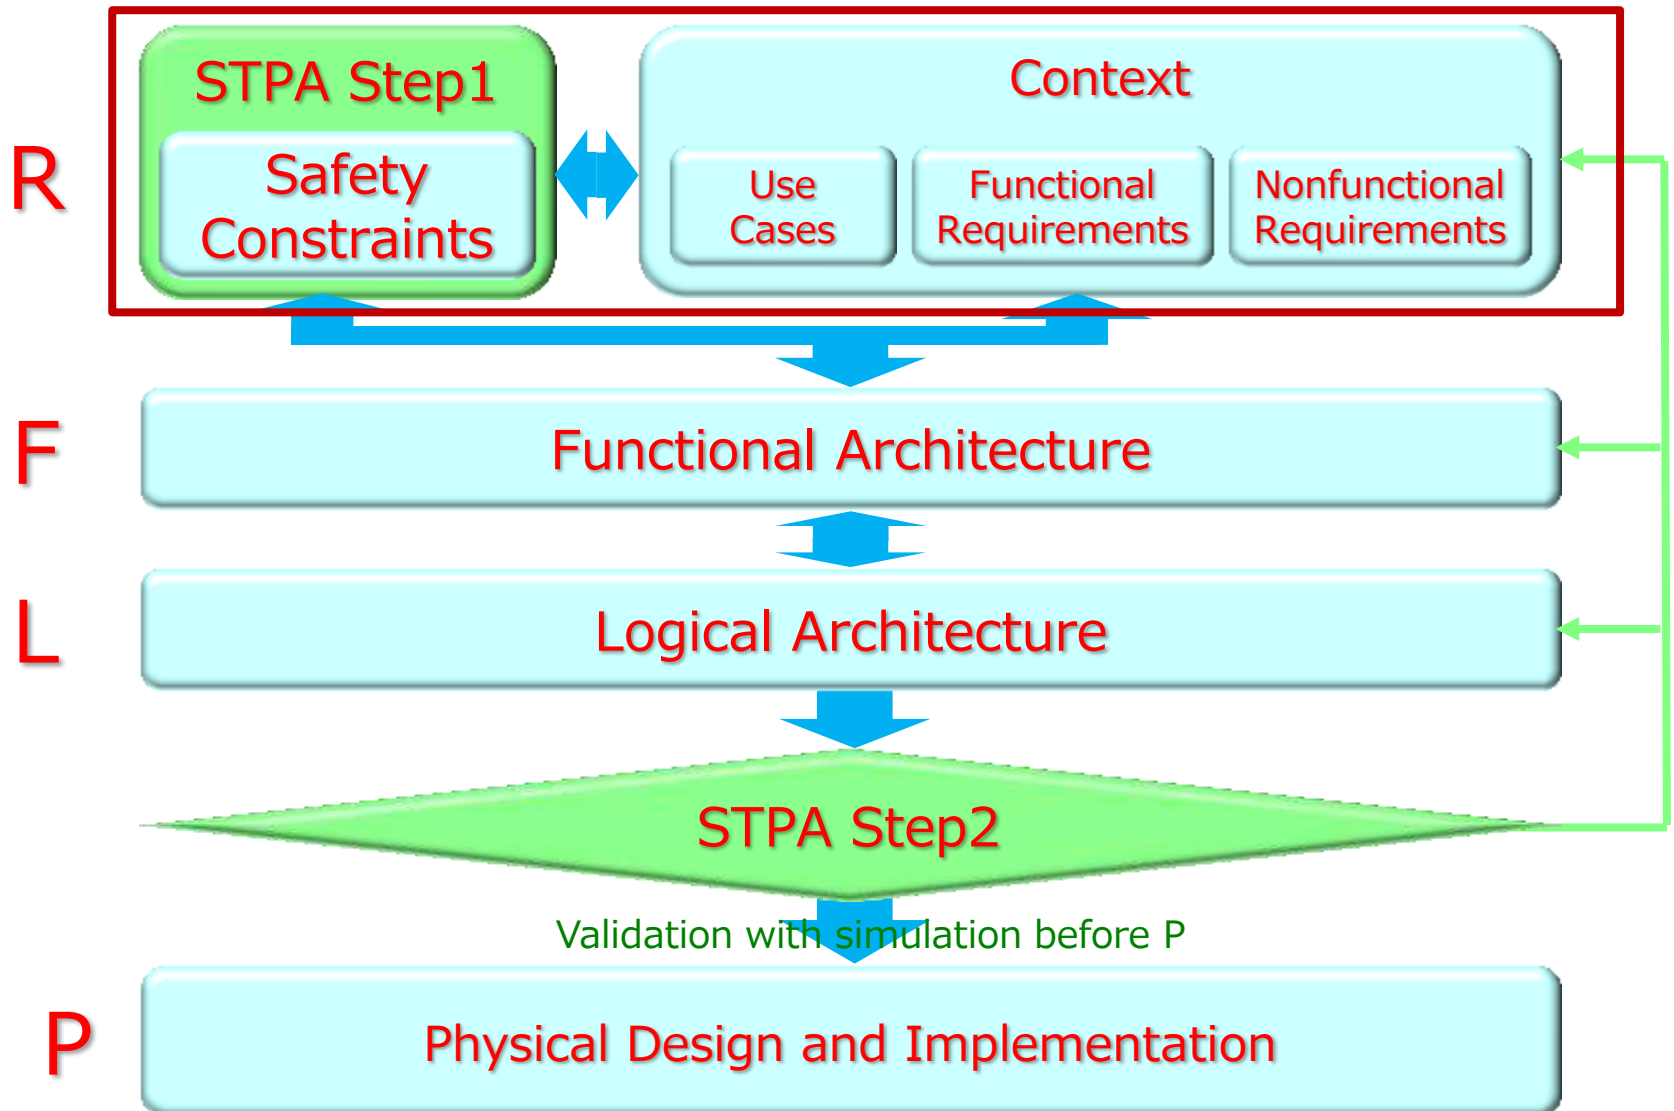 STPA Step1
Context
R
Safety
Constraints
Use
Cases
Functional
Requirements
Nonfunctional
Requirements
F
Functional Architecture
L
Logical Architecture
STPA Step2
Validation with simulation before P
P
Physical Design and Implementation